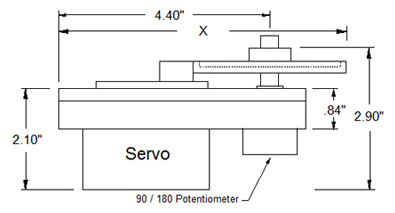 4.40"
X
.84"
2.90"
2.10"
Servo
90 / 180 Potentiometer